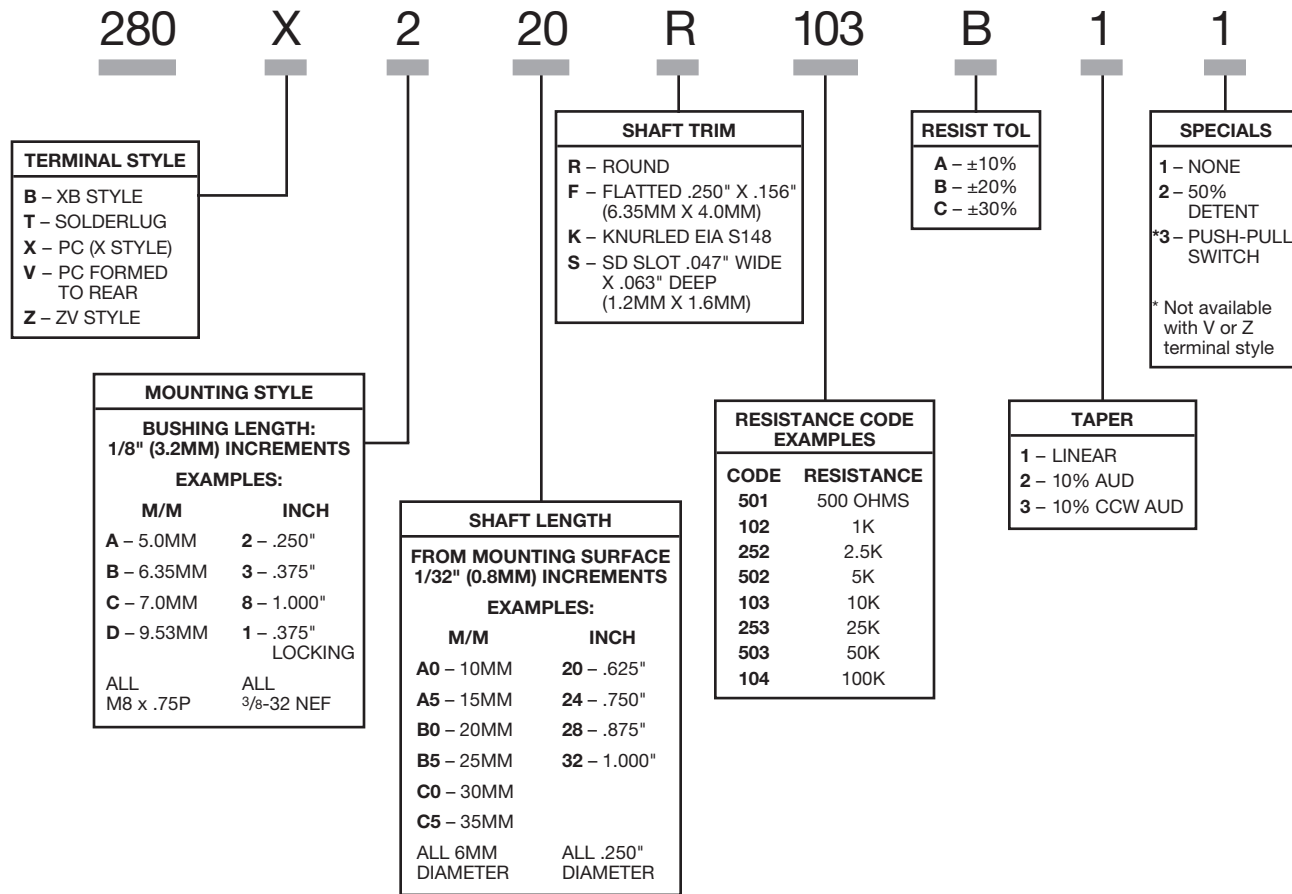 280 X 2 20 R 103 B 1 1
TERMINAL STYLE
B – XB STYLE
T – SOLDERLUG
X – PC (X STYLE)
V – PC FORMED
TO REAR
Z – ZV STYLE
MOUNTING STYLE
BUSHING LENGTH:
1/8" (3.2MM) INCREMENTS
EXAMPLES:
M/M INCH
A – 5.0MM 2 – .250"
B – 6.35MM 3 – .375"
C – 7.0MM 8 – 1.000"
D – 9.53MM 1 – .375"
LOCKING
ALL ALL
M8 x .75P 3/8-32 NEF
SHAFT LENGTH
FROM MOUNTING SURFACE
1/32" (0.8MM) INCREMENTS
EXAMPLES:
M/M INCH
A0 – 10MM 20 – .625"
A5 – 15MM 24 – .750"
B0 – 20MM 28 – .875"
B5 – 25MM 32 – 1.000"
C0 – 30MM
C5 – 35MM
ALL 6MM ALL .250"
DIAMETER DIAMETER
SHAFT TRIM
R – ROUND
F – FLATTED .250" X .156"
(6.35MM X 4.0MM)
K – KNURLED EIA S148
S – SD SLOT .047" WIDE
X .063" DEEP
(1.2MM X 1.6MM)
RESISTANCE CODE
EXAMPLES
CODE RESISTANCE
501 500 OHMS
102 1K
252 2.5K
502 5K
103 10K
253 25K
503 50K
104 100K
RESIST TOL
A – ±10%
B – ±20%
C – ±30%
TAPER
1 – LINEAR
2 – 10% AUD
3 – 10% CCW AUD
SPECIALS
1 – NONE
2 – 50%
DETENT
*3 – PUSH-PULL
SWITCH
* Not available
with V or Z
terminal style